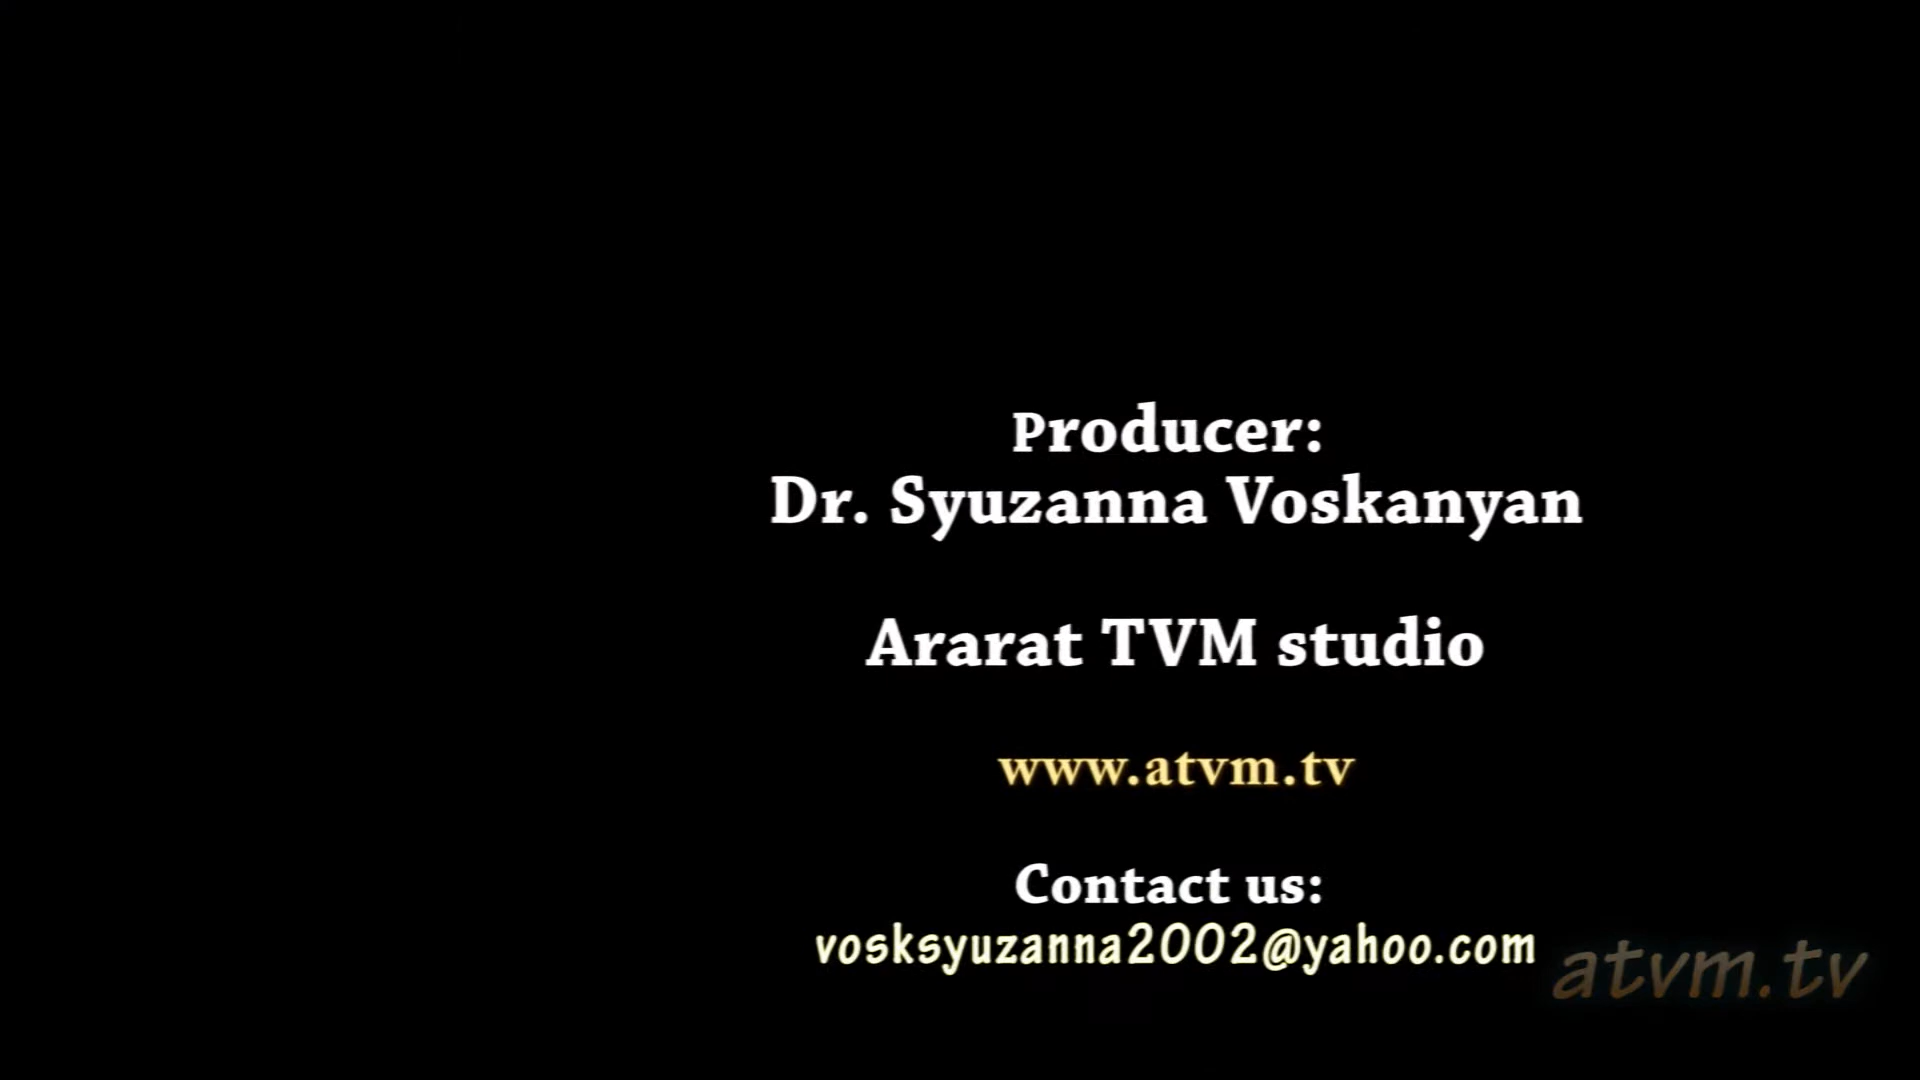 Producer:
Dr. Syuzanna Voskanyan
Ararat TVM studio
www.atvm.tv
Contact us:
vosksyuzanna2002@yahoo.com
atvm.tv